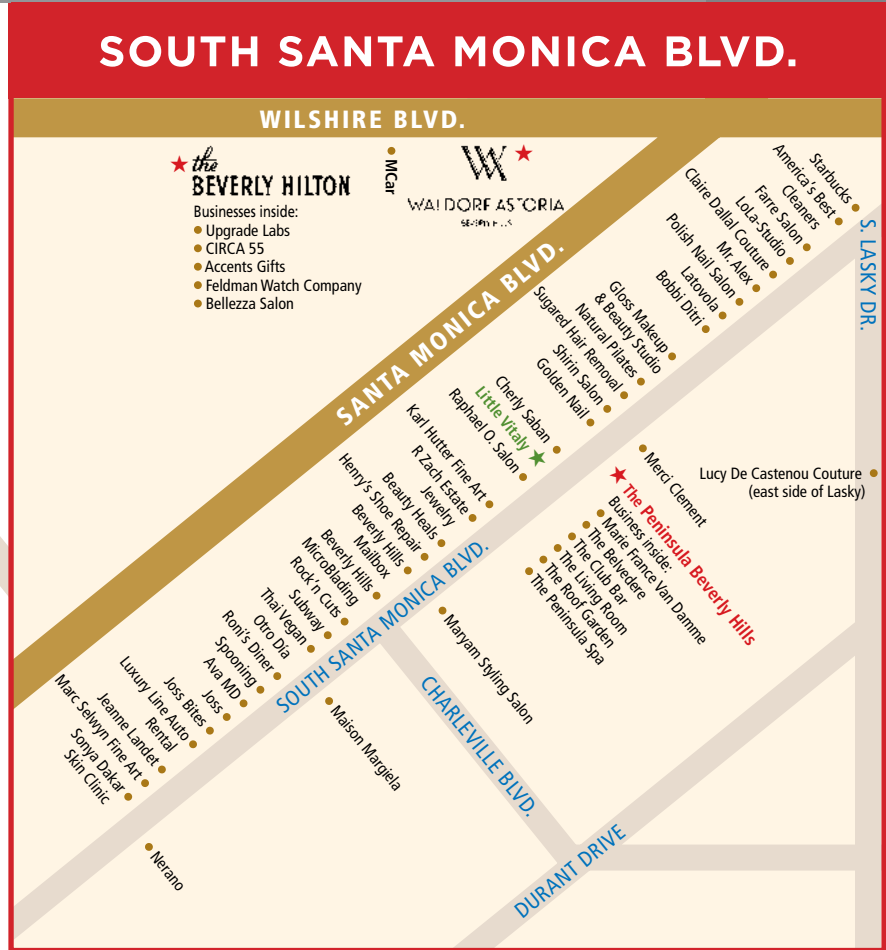 SOUTH SANTA MONICA BLVD.
WILSHIRE BLVD.
the
BEVERLY HILTON
Businesses inside:
Upgrade Labs
CIRCA 55
Accents Gifts
Feldman Watch Company
Bellezza Salon
MCar
WALDORF ASTORIA
BEVERLY HILLS
SANTA MONICA BLVD.
S. LASKY DR.
Starbucks
America's Best
Cleaners
Farre Salon
LoLa-Studio
Claire Dallal Couture
Mr. Alex
Polish Nail Salon
Latovola
Bobbi Ditri
Gloss Makeup
& Beauty Studio
Natural Pilates
Sugared Hair Removal
Shirin Salon
Golden Nail
Cherly Saban
Little Vitaly
Raphael O. Salon
Karl Hutter Fine Art
R Zach Estate
Jewelry
Beauty Heals
Henry's Shoe Repair
Beverly Hills
Mailbox
Beverly Hills
MicroBlading
Rock'n Cuts
Subway
Thai Vegan
Otro Dia
Roni's Diner
Spooning
Ava MD
Joss
Joss Bites
Luxury Line Auto
Rental
Jeanne Landet
Marc Selwyn Fine Art
Sonya Dakar
Skin Clinic
SOUTH SANTA MONICA BLVD.
Merci Clement
Lucy De Castenou Couture
(east side of Lasky)
The Peninsula Beverly Hills
Business inside:
Marie France Van Damme
The Belvedere
The Club Bar
The Living Room
The Roof Garden
The Peninsula Spa
Maryam Styling Salon
CHARLEVILLE BLVD.
Maison Margiela
Nerano
DURANT DRIVE